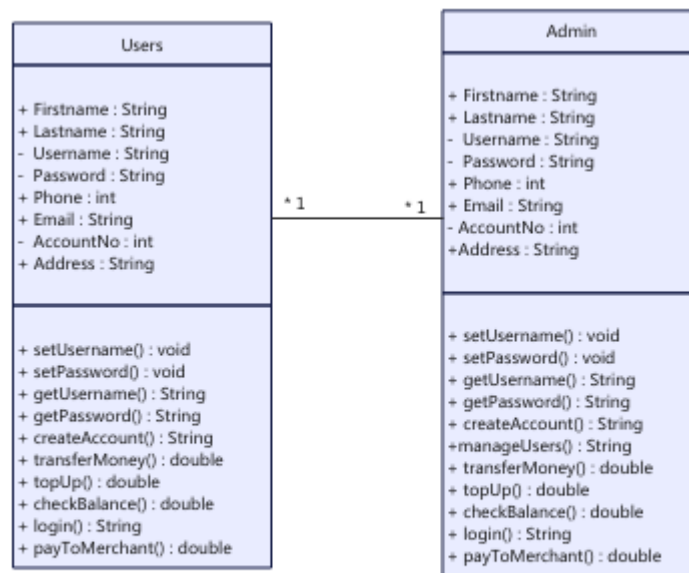 Users
+ Firstname : String
+ Lastname : String
- Username : String
- Password : String
+ Phone : int
+ Email : String
- AccountNo : int
+ Address : String
+ setUsername() : void
+ setPassword() : void
+ getUsername() : String
+ getPassword() : String
+ createAccount() : String
+ transferMoney() : double
+ topUp() : double
+ checkBalance() : double
+ login() : String
+ payToMerchant() : double
* 1
* 1
Admin
+ Firstname : String
+ Lastname : String
- Username : String
- Password : String
+ Phone : int
+ Email : String
- AccountNo : int
+Address : String
+ setUsername() : void
+ setPassword() : void
+ getUsername() : String
+ getPassword() : String
+ createAccount() : String
+manageUsers() : String
+ transferMoney() : double
+ topUp() : double
+ checkBalance() : double
+ login() : String
+ payToMerchant() : double